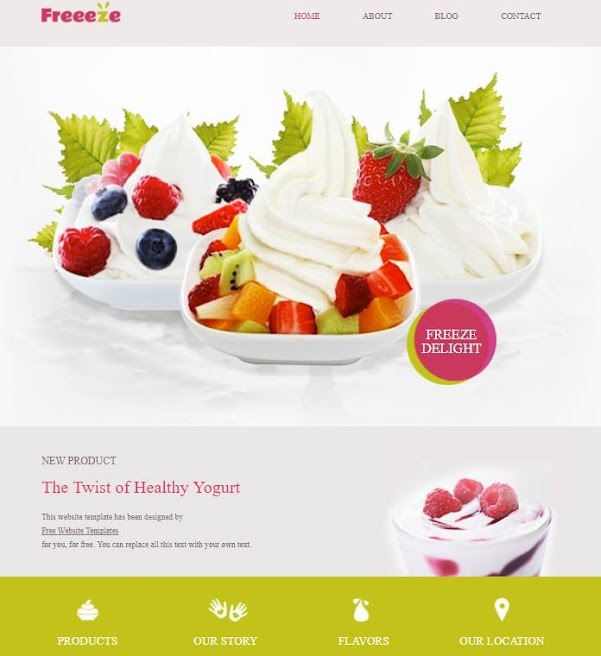 Freeeze
HOME ABOUT BLOG CONTACT
FREEZE
DELIGHT
NEW PRODUCT
The Twist of Healthy Yogurt
This website template has been designed by
Free Website Templates
for you, for free. You can replace all this text with your own text.
PRODUCTS OUR STORY FLAVORS OUR LOCATION